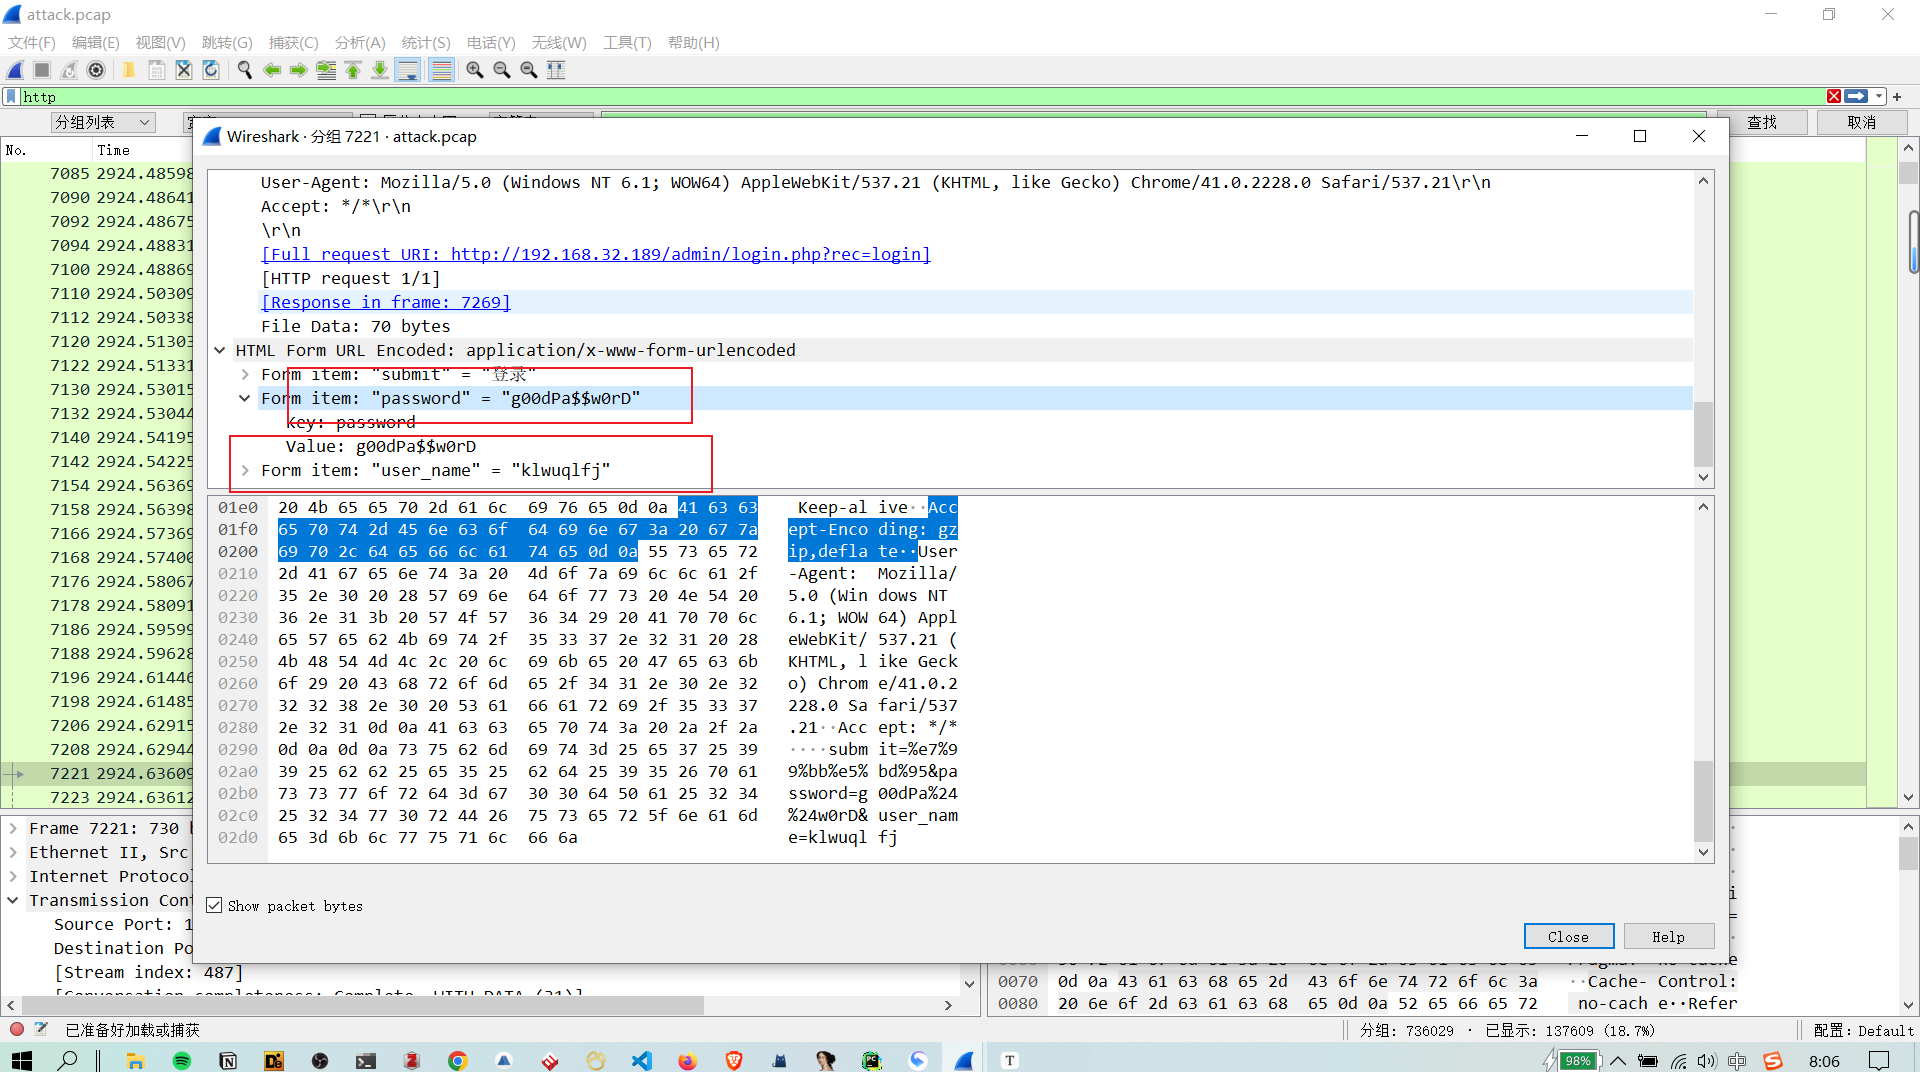 attack.pcap
文件(F) 编辑(E) 视图(V) 跳转(G) 捕获(C) 分析(A) 统计(S) 电话(Y) 无线(W) 工具(T) 帮助(H)
http
分组列表 查找 取消
Wireshark · 分组 7221 · attack.pcap
No. Time
7085 2924.48598
7090 2924.48641
7092 2924.48675
7094 2924.48831
7100 2924.48869
7110 2924.50309
7112 2924.50338
7120 2924.51303
7122 2924.51331
7130 2924.53015
7132 2924.53044
7140 2924.54195
7142 2924.54225
7154 2924.56369
7156 2924.56398
7166 2924.57369
7168 2924.57400
7176 2924.58067
7178 2924.58091
7186 2924.59599
7188 2924.59628
7196 2924.61446
7198 2924.61485
7206 2924.62915
7208 2924.62944
7221 2924.63609
7223 2924.63612
User-Agent: Mozilla/5.0 (Windows NT 6.1; WOW64) AppleWebKit/537.21 (KHTML, like Gecko) Chrome/41.0.2228.0 Safari/537.21\r\n
Accept: */*\r\n
\r\n
[Full request URI: http://192.168.32.189/admin/login.php?rec=login]
[HTTP request 1/1]
[Response in frame: 7269]
File Data: 70 bytes
HTML Form URL Encoded: application/x-www-form-urlencoded
Form item: "submit" = "登录"
Form item: "password" = "g00dPa$$w0rD"
Key: password
Value: g00dPa$$w0rD
Form item: "user_name" = "klwuqlfj"
01e0 20 4b 65 65 70 2d 61 6c 69 76 65 0d 0a 41 63 63 Keep-al ive··Acc
01f0 65 70 74 2d 45 6e 63 6f 64 69 6e 67 3a 20 67 7a ept-Enco ding: gz
0200 69 70 2c 64 65 66 6c 61 74 65 0d 0a 55 73 65 72 ip,defla te··User
0210 2d 41 67 65 6e 74 3a 20 4d 6f 7a 69 6c 6c 61 2f -Agent: Mozilla/
0220 35 2e 30 20 28 57 69 6e 64 6f 77 73 20 4e 54 20 5.0 (Win dows NT
0230 36 2e 31 3b 20 57 4f 57 36 34 29 20 41 70 70 6c 6.1; WOW 64) Appl
0240 65 57 65 62 4b 69 74 2f 35 33 37 2e 32 31 20 28 eWebKit/ 537.21 (
0250 4b 48 54 4d 4c 2c 20 6c 69 6b 65 20 47 65 63 6b KHTML, l ike Geck
0260 6f 29 20 43 68 72 6f 6d 65 2f 34 31 2e 30 2e 32 o) Chrom e/41.0.2
0270 32 32 38 2e 30 20 53 61 66 61 72 69 2f 35 33 37 228.0 Sa fari/537
0280 2e 32 31 0d 0a 41 63 63 65 70 74 3a 20 2a 2f 2a .21··Acc ept: */*
0290 0d 0a 0d 0a 73 75 62 6d 69 74 3d 25 65 37 25 39 ····subm it=%e7%9
02a0 39 25 62 62 25 65 35 25 62 64 25 39 35 26 70 61 9%bb%e5% bd%95&pa
02b0 73 73 77 6f 72 64 3d 67 30 30 64 50 61 25 32 34 ssword=g 00dPa%24
02c0 25 32 34 77 30 72 44 26 75 73 65 72 5f 6e 61 6d %24w0rD& user_nam
02d0 65 3d 6b 6c 77 75 71 6c 66 6a e=klwuql fj
Show packet bytes
Close Help
Frame 7221: 730
Ethernet II, Src
Internet Protoco
Transmission Cont
Source Port: 1
Destination Po
[Stream index: 487]
0070 0d 0a 43 61 63 68 65 2d 43 6f 6e 74 72 6f 6c 3a ··Cache- Control:
0080 20 6e 6f 2d 63 61 63 68 65 0d 0a 52 65 66 65 72 no-cach e··Refer
已准备好加载或捕获 分组: 736029 · 已显示: 137609 (18.7%) 配置: Default
98% 中 8:06